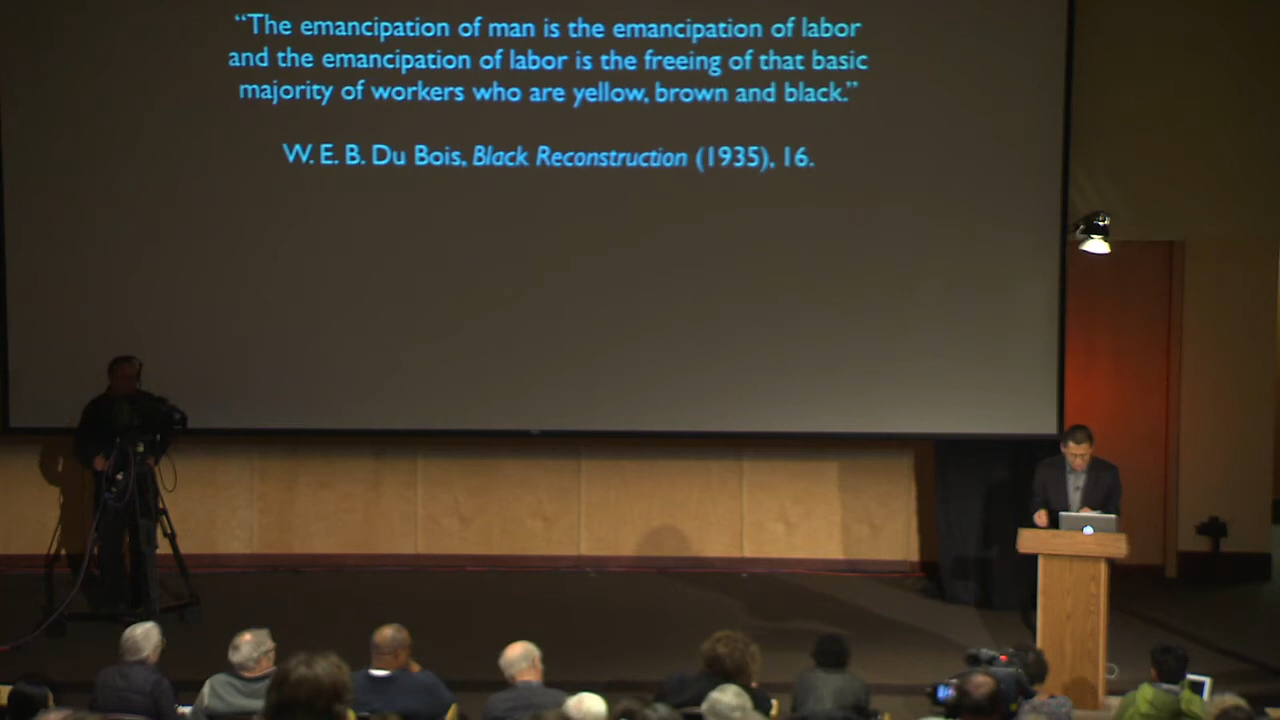 “The emancipation of man is the emancipation of labor
and the emancipation of labor is the freeing of that basic
majority of workers who are yellow, brown and black.”
W. E. B. Du Bois, Black Reconstruction (1935), 16.